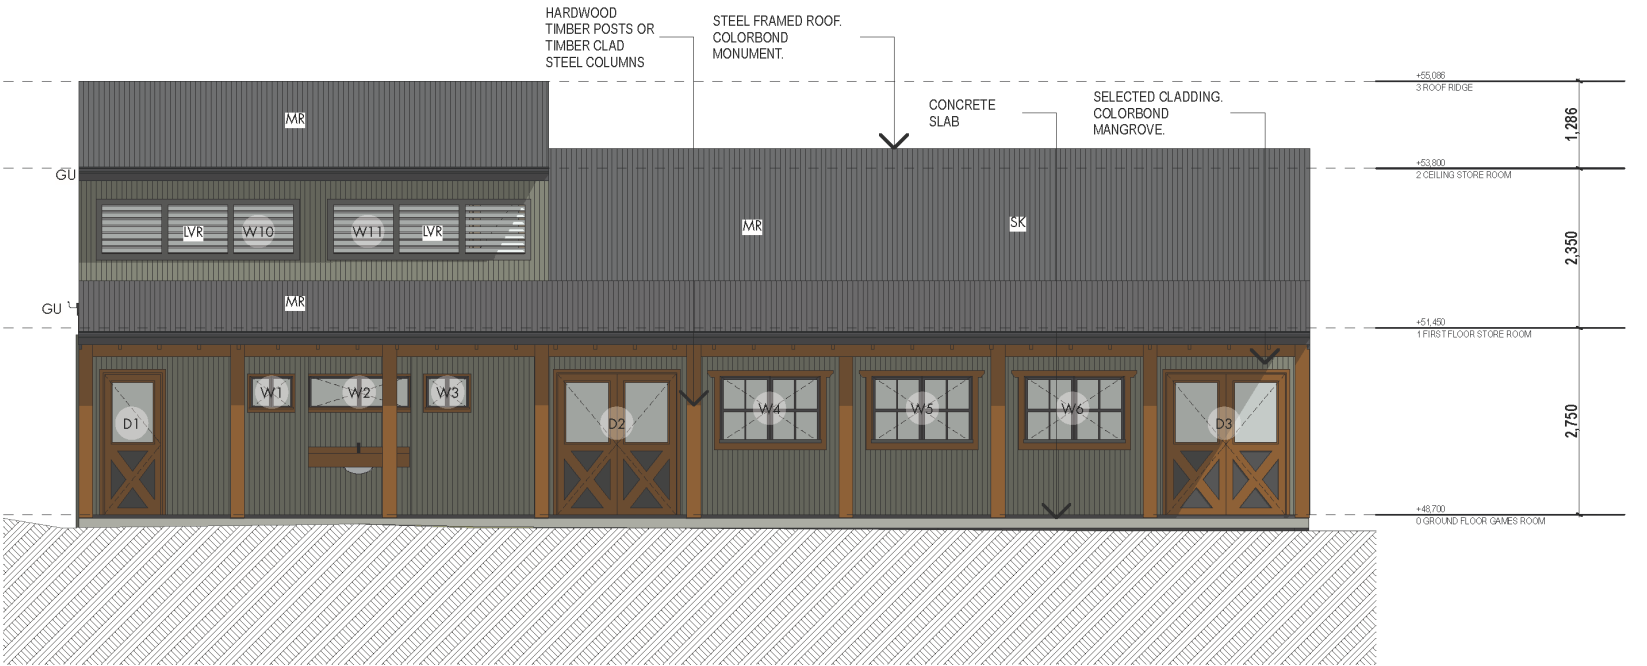 HARDWOOD
TIMBER POSTS OR
TIMBER CLAD
STEEL COLUMNS
STEEL FRAMED ROOF.
COLORBOND
MONUMENT.
CONCRETE
SLAB
SELECTED CLADDING.
COLORBOND
MANGROVE.
+55,086
3 ROOF RIDGE
1,286
MR
+53,800
2 CEILING STORE ROOM
GU
LVR
W10
W11
LVR
MR
SK
2,350
MR
GU
+51,450
1 FIRST FLOOR STORE ROOM
W1
W2
W3
D1
D2
W4
W5
W6
D3
2,750
+48,700
0 GROUND FLOOR GAMES ROOM